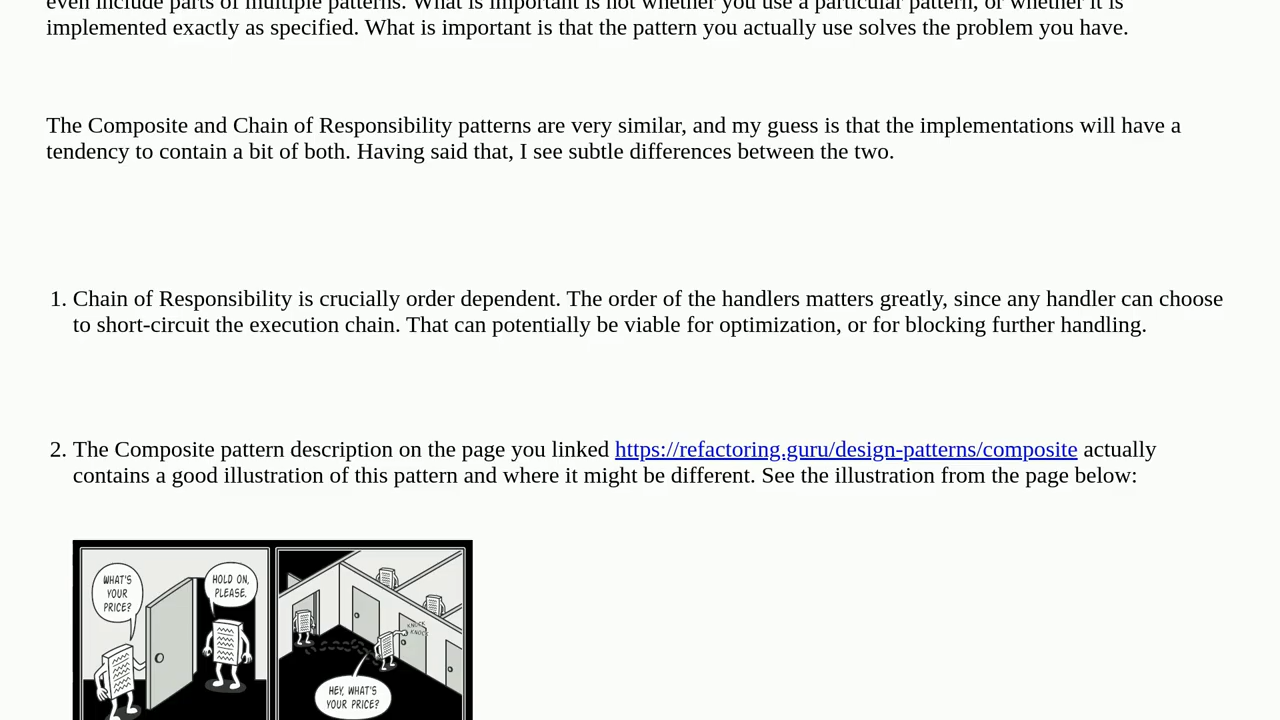 even include parts of multiple patterns. What is important is not whether you use a particular pattern, or whether it is
implemented exactly as specified. What is important is that the pattern you actually use solves the problem you have.
The Composite and Chain of Responsibility patterns are very similar, and my guess is that the implementations will have a
tendency to contain a bit of both. Having said that, I see subtle differences between the two.
1. Chain of Responsibility is crucially order dependent. The order of the handlers matters greatly, since any handler can choose
to short-circuit the execution chain. That can potentially be viable for optimization, or for blocking further handling.
2. The Composite pattern description on the page you linked https://refactoring.guru/design-patterns/composite actually
contains a good illustration of this pattern and where it might be different. See the illustration from the page below:
WHAT'S
YOUR
PRICE?
HOLD ON,
PLEASE.
KNOCK
KNOCK
HEY, WHAT'S
YOUR PRICE?